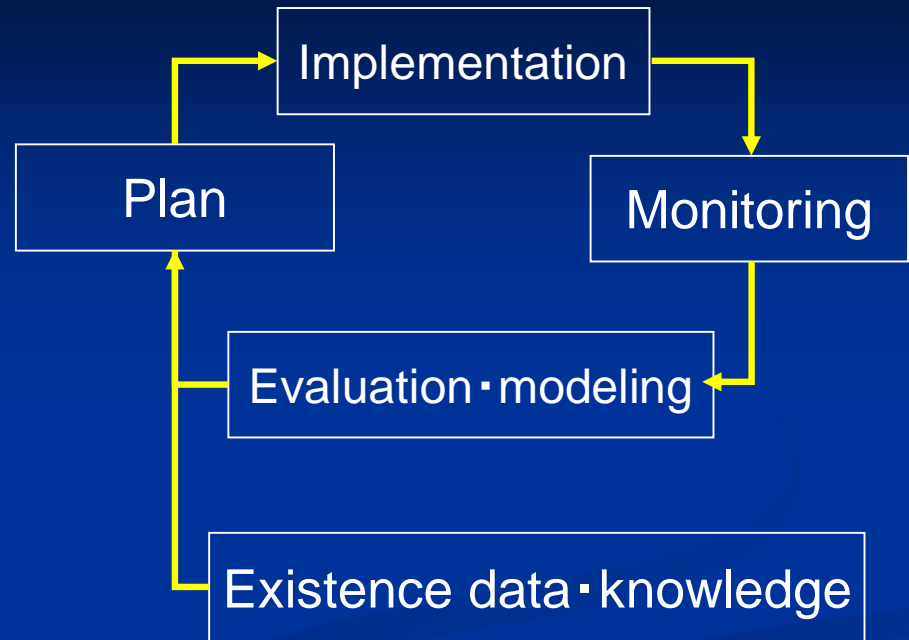 Implementation
Plan
Monitoring
Evaluation・modeling
Existence data・knowledge